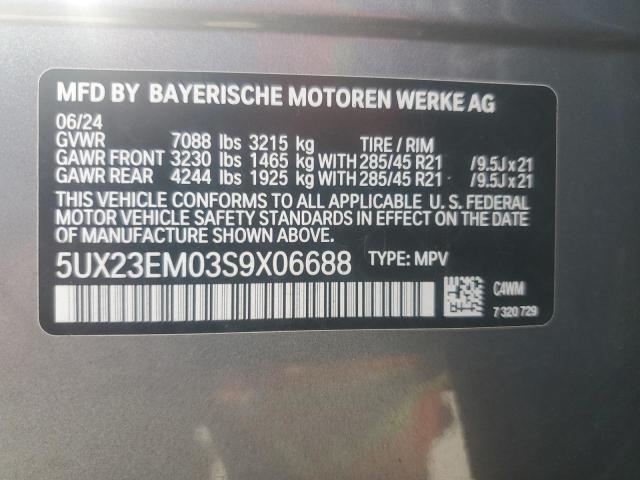 MFD BY BAYERISCHE MOTOREN WERKE AG
06/24
GVWR 7088 lbs 3215 kg TIRE / RIM
GAWR FRONT 3230 lbs 1465 kg WITH 285/45 R21 /9.5J x 21
GAWR REAR 4244 lbs 1925 kg WITH 285/45 R21 /9.5J x 21
THIS VEHICLE CONFORMS TO ALL APPLICABLE U. S. FEDERAL
MOTOR VEHICLE SAFETY STANDARDS IN EFFECT ON THE DATE OF
MANUFACTURING SHOWN ABOVE.
5UX23EM03S9X06688 TYPE: MPV
C4WM
7 320 729